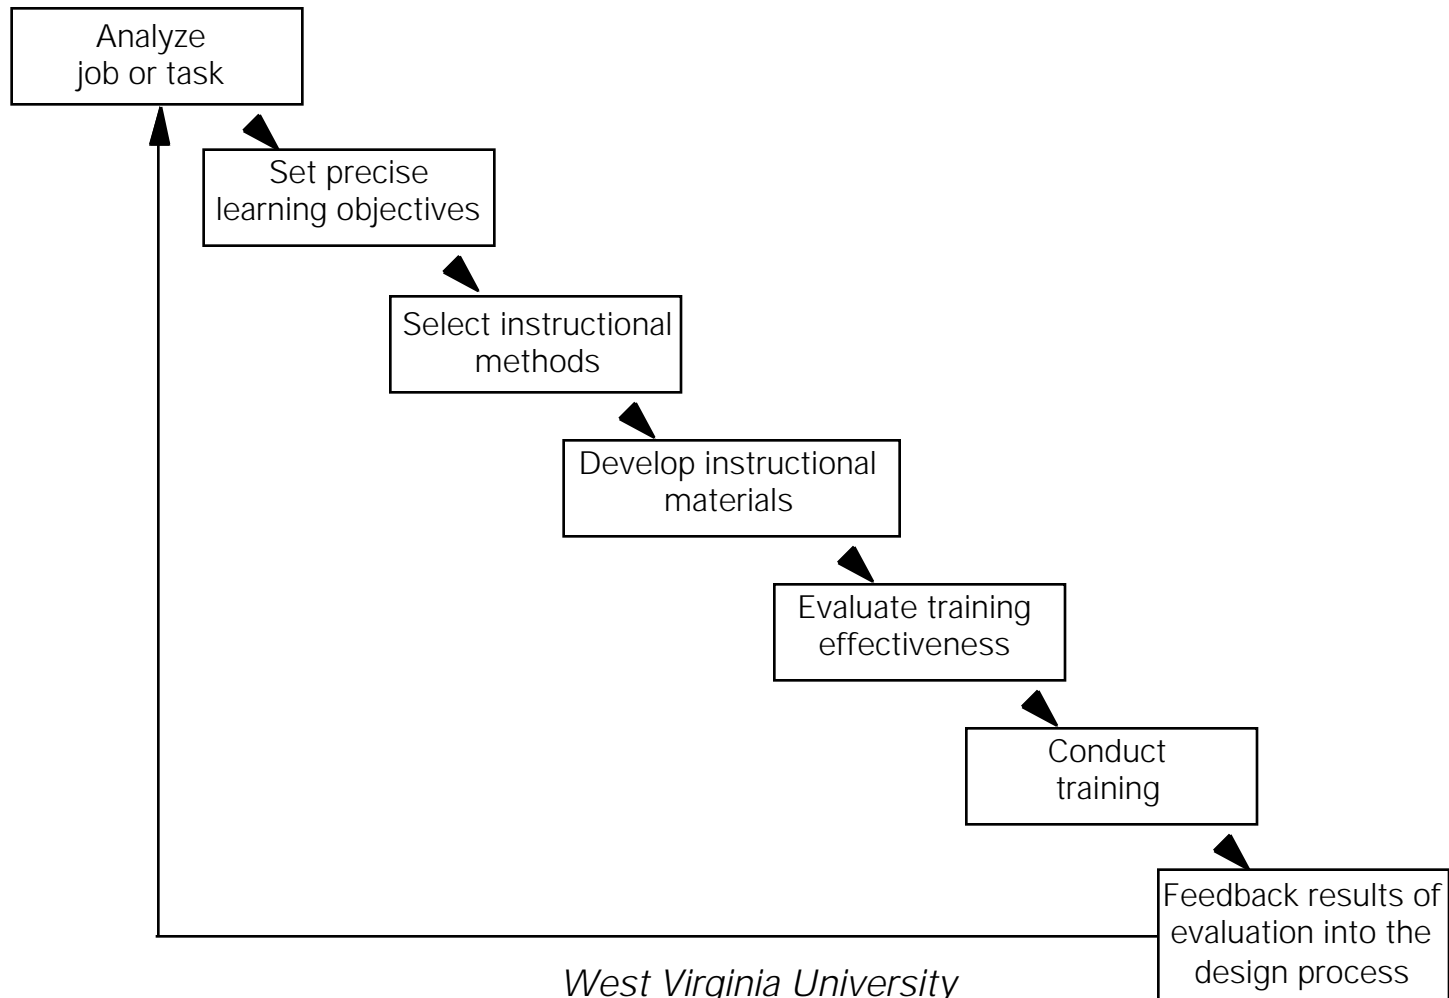 Analyze
job or task
Set precise
learning objectives
Select instructional
methods
Develop instructional
materials
Evaluate training
effectiveness
Conduct
training
Feedback results of
evaluation into the
design process
West Virginia University